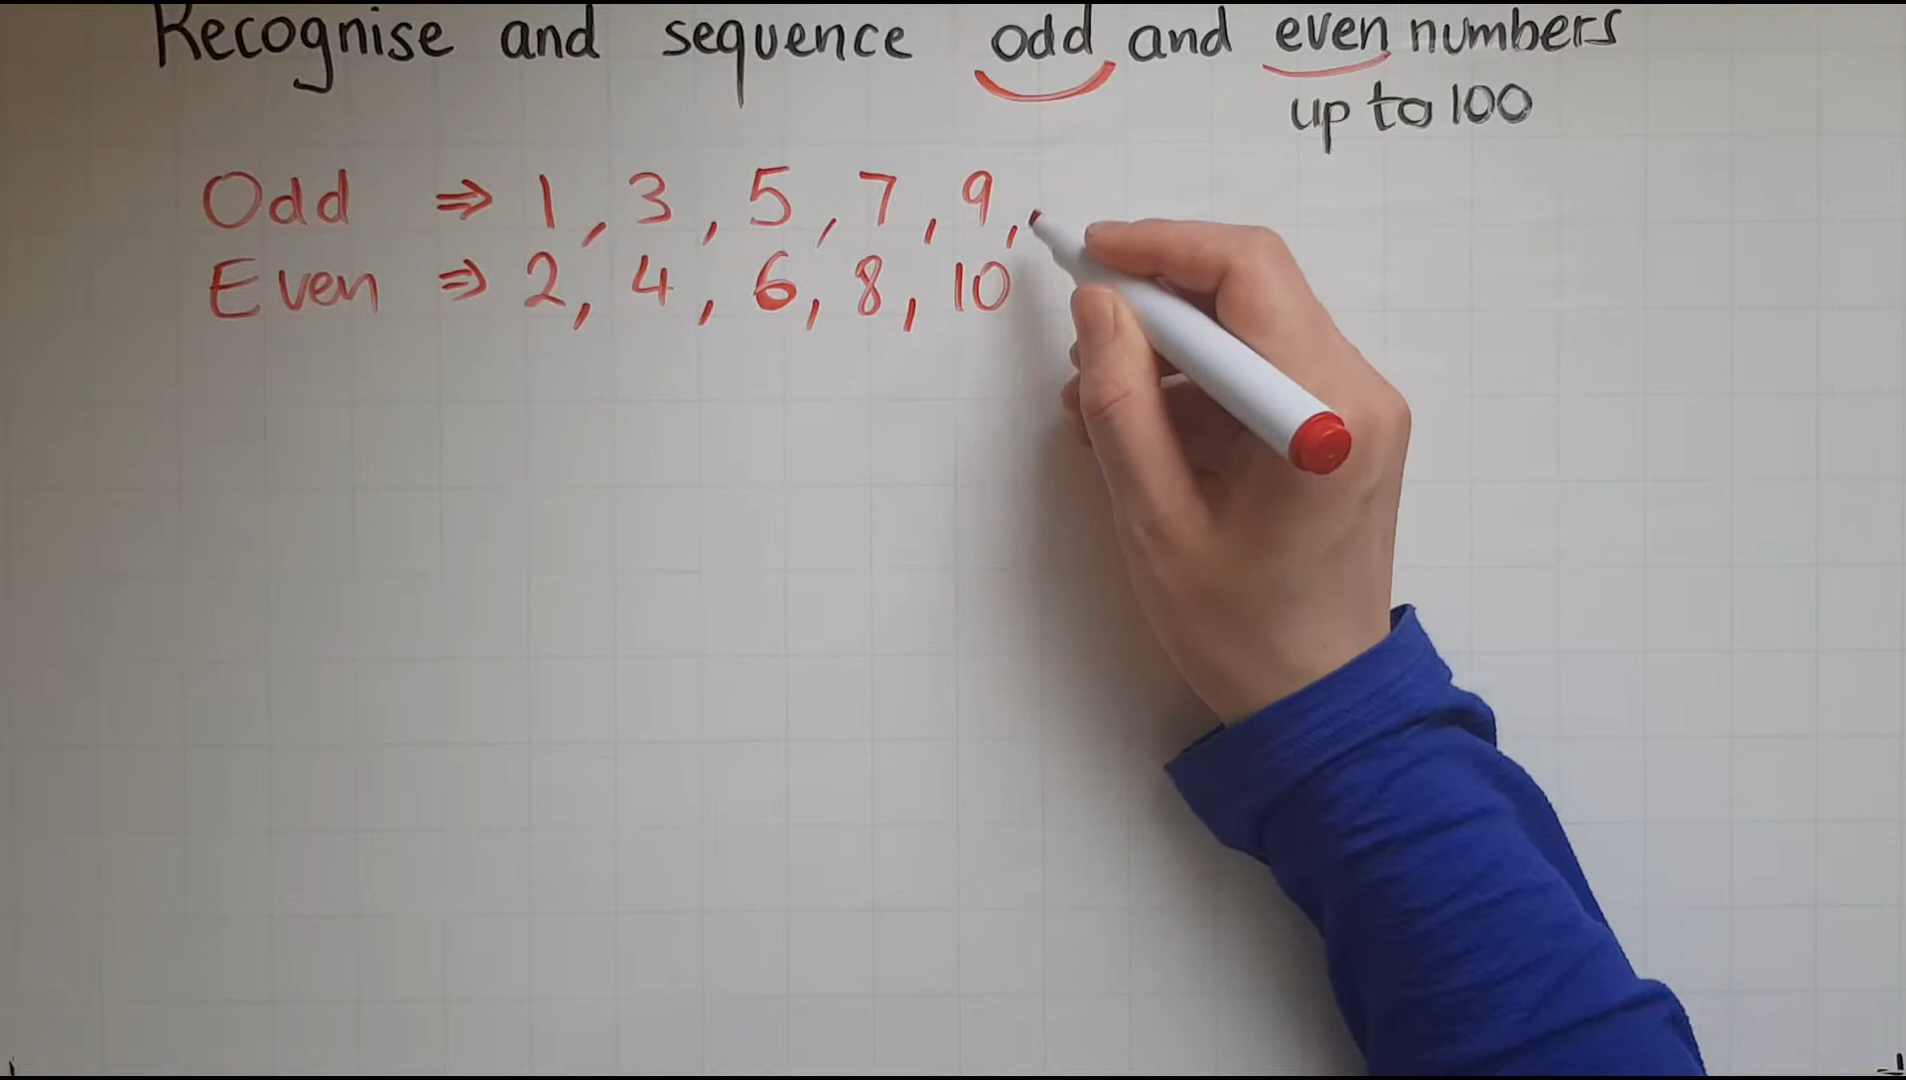 Recognise and sequence odd and even numbers
up to 100
Odd ⇒ 1, 3, 5, 7, 9,
Even ⇒ 2, 4, 6, 8, 10